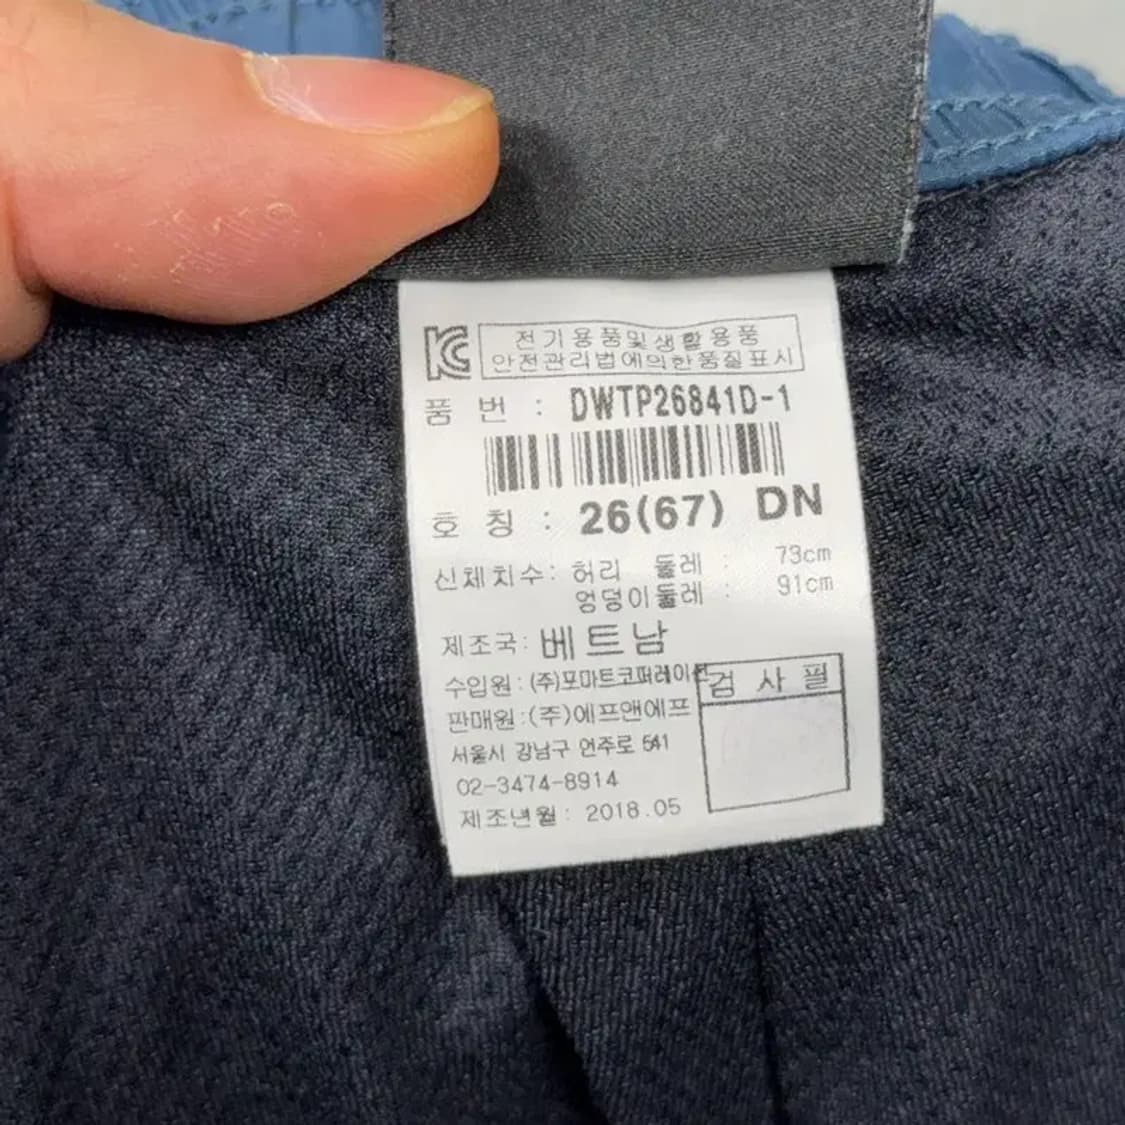 KC 전기용품및생활용품
안전관리법에의한품질표시
품 번 : DWTP26841D-1
호 칭 : 26(67) DN
신체치수: 허리 둘레 : 73cm
엉덩이둘레 : 91cm
제조국: 베트남
수입원:(주)포마트코퍼레이션
검 사 필
판매원:(주)에프앤에프
서울시 강남구 언주로 541
02-3474-8914
제조년월: 2018.05